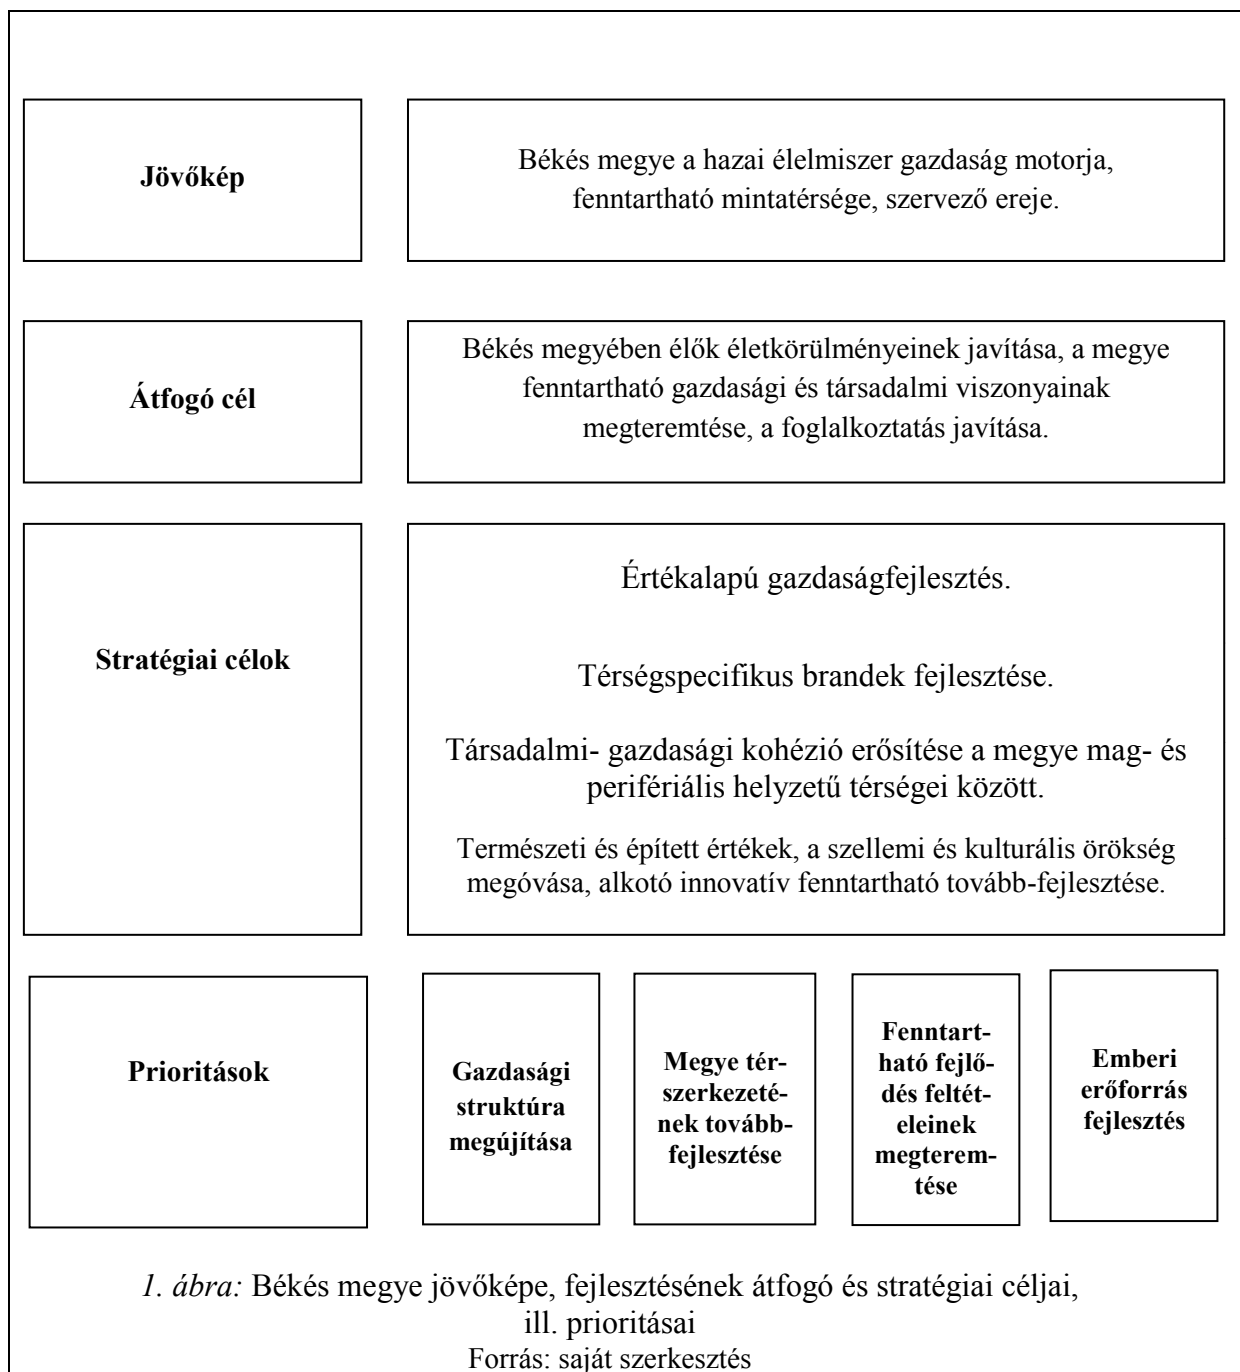 Jövőkép
Békés megye a hazai élelmiszer gazdaság motorja,
fenntartható mintatérsége, szervező ereje.
Átfogó cél
Békés megyében élők életkörülményeinek javítása, a megye
fenntartható gazdasági és társadalmi viszonyainak
megteremtése, a foglalkoztatás javítása.
Stratégiai célok
Értékalapú gazdaságfejlesztés.
Térségspecifikus brandek fejlesztése.
Társadalmi- gazdasági kohézió erősítése a megye mag- és
perifériális helyzetű térségei között.
Természeti és épített értékek, a szellemi és kulturális örökség
megóvása, alkotó innovatív fenntartható tovább-fejlesztése.
Prioritások
Gazdasági
struktúra
megújítása
Megye tér-
szerkezeté-
nek tovább-
fejlesztése
Fenntart-
ható fejlő-
dés feltét-
eleinek
megterem-
tése
Emberi
erőforrás
fejlesztés
1. ábra: Békés megye jövőképe, fejlesztésének átfogó és stratégiai céljai,
ill. prioritásai
Forrás: saját szerkesztés